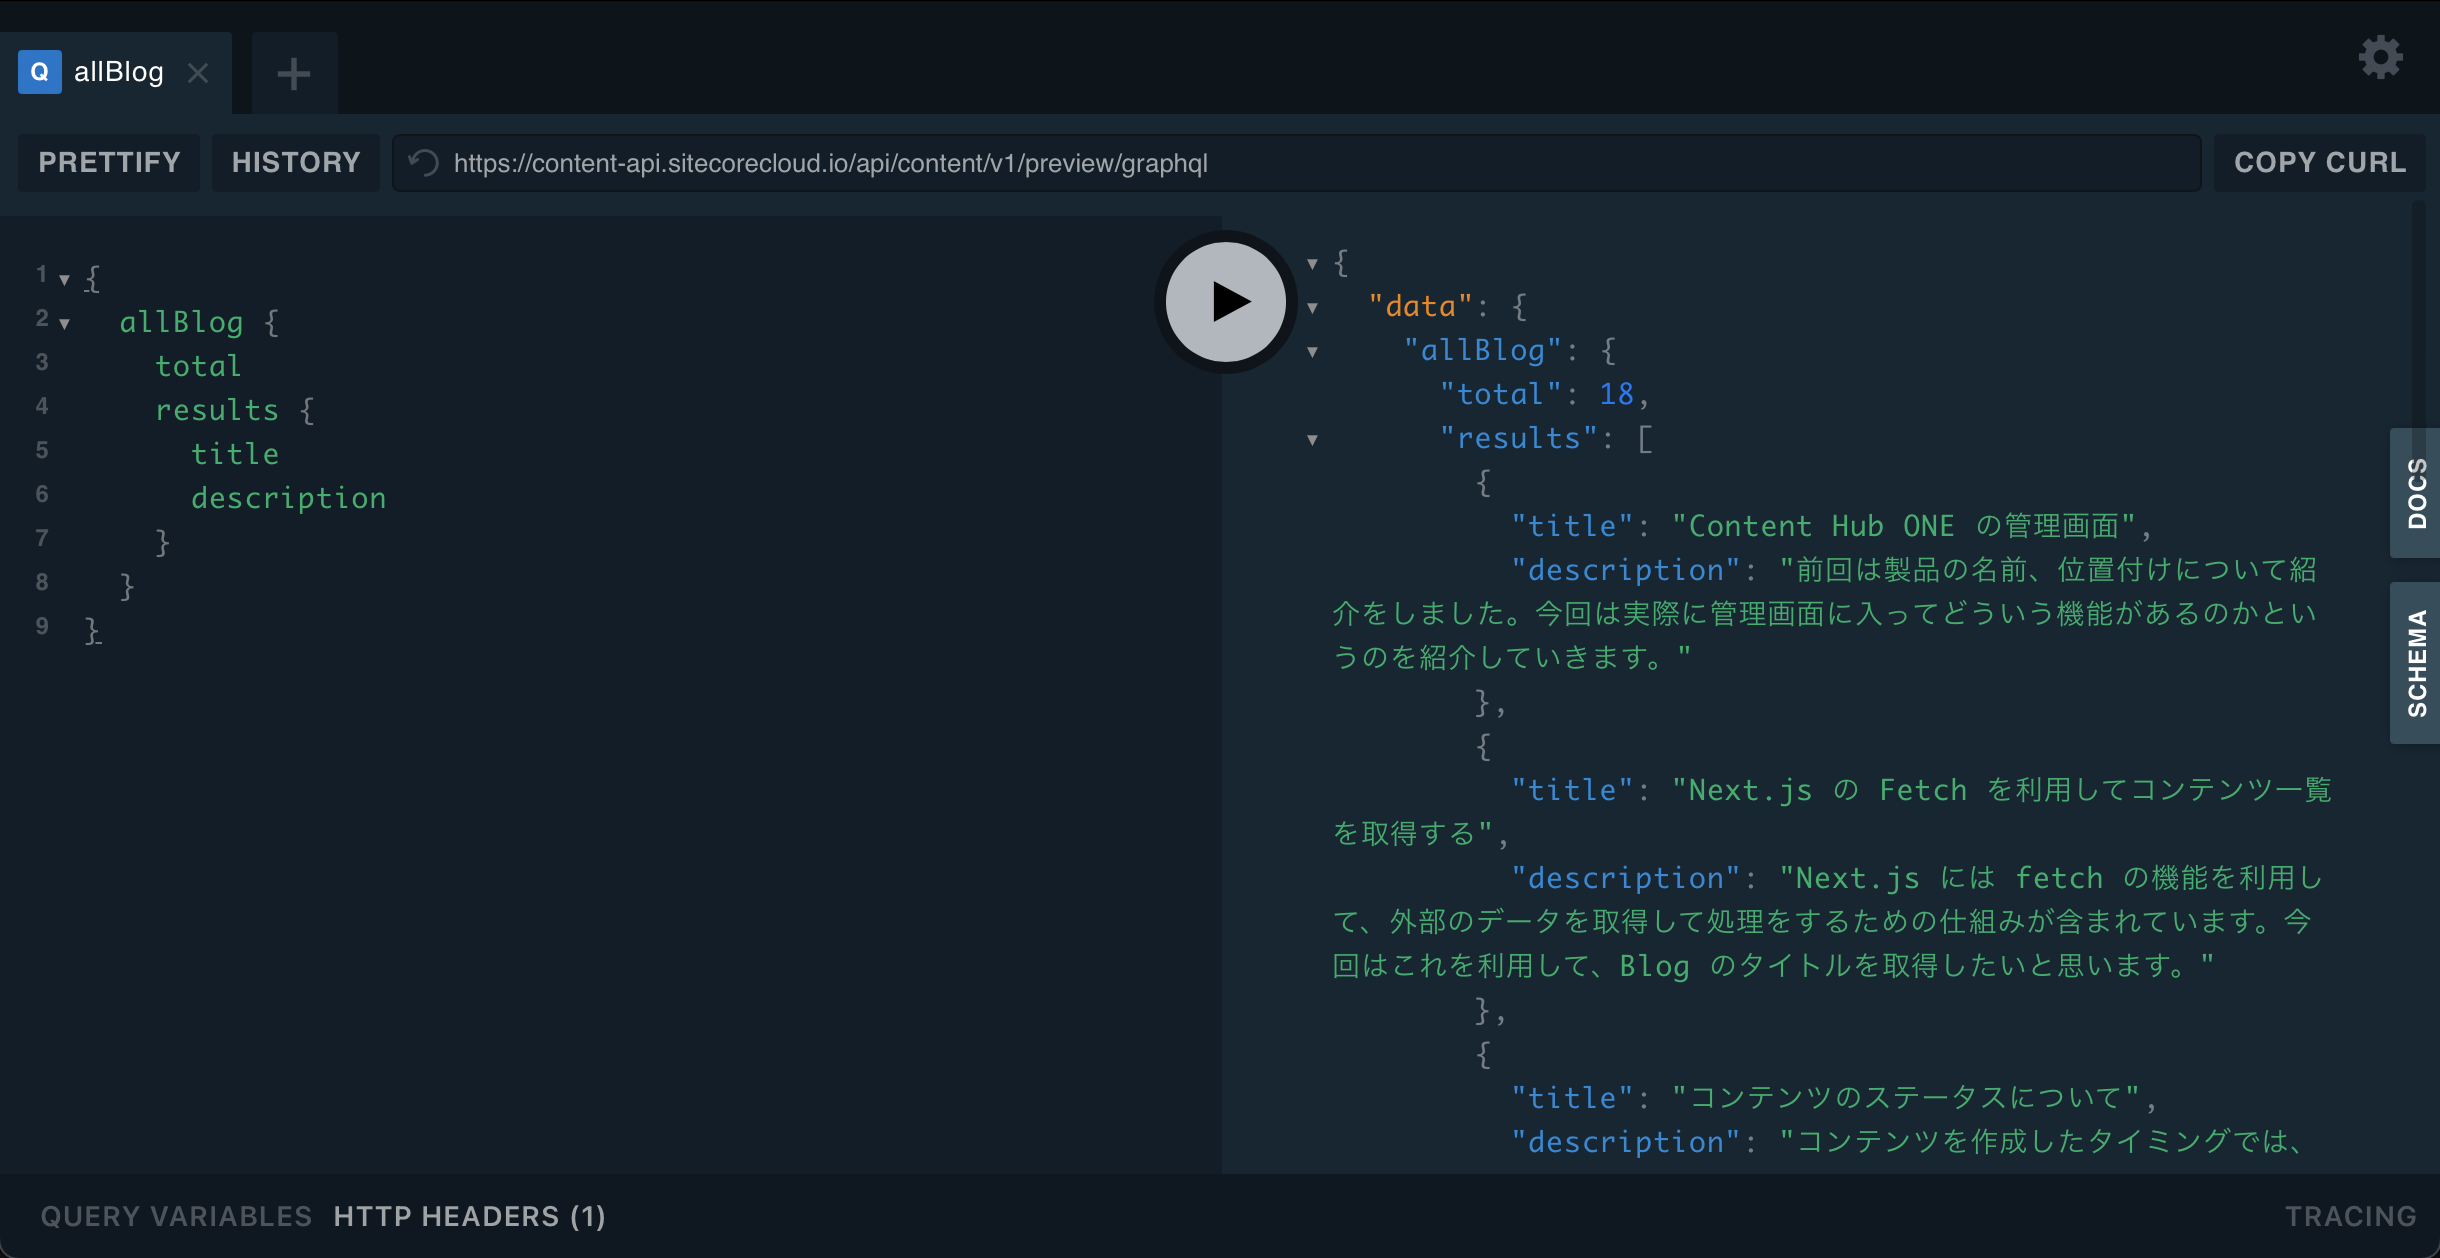 Q allBlog
PRETTIFY HISTORY https://content-api.sitecorecloud.io/api/content/v1/preview/graphql COPY CURL
1 {
2 allBlog {
3 total
4 results {
5 title
6 description
7 }
8 }
9 }
{
"data": {
"allBlog": {
"total": 18,
"results": [
{
"title": "Content Hub ONE の管理画面",
"description": "前回は製品の名前、位置付けについて紹
介をしました。今回は実際に管理画面に入ってどういう機能があるのかとい
うのを紹介していきます。"
},
{
"title": "Next.js の Fetch を利用してコンテンツ一覧
を取得する",
"description": "Next.js には fetch の機能を利用し
て、外部のデータを取得して処理をするための仕組みが含まれています。今
回はこれを利用して、Blog のタイトルを取得したいと思います。"
},
{
"title": "コンテンツのステータスについて",
"description": "コンテンツを作成したタイミングでは、
DOCS
SCHEMA
QUERY VARIABLES HTTP HEADERS (1) TRACING